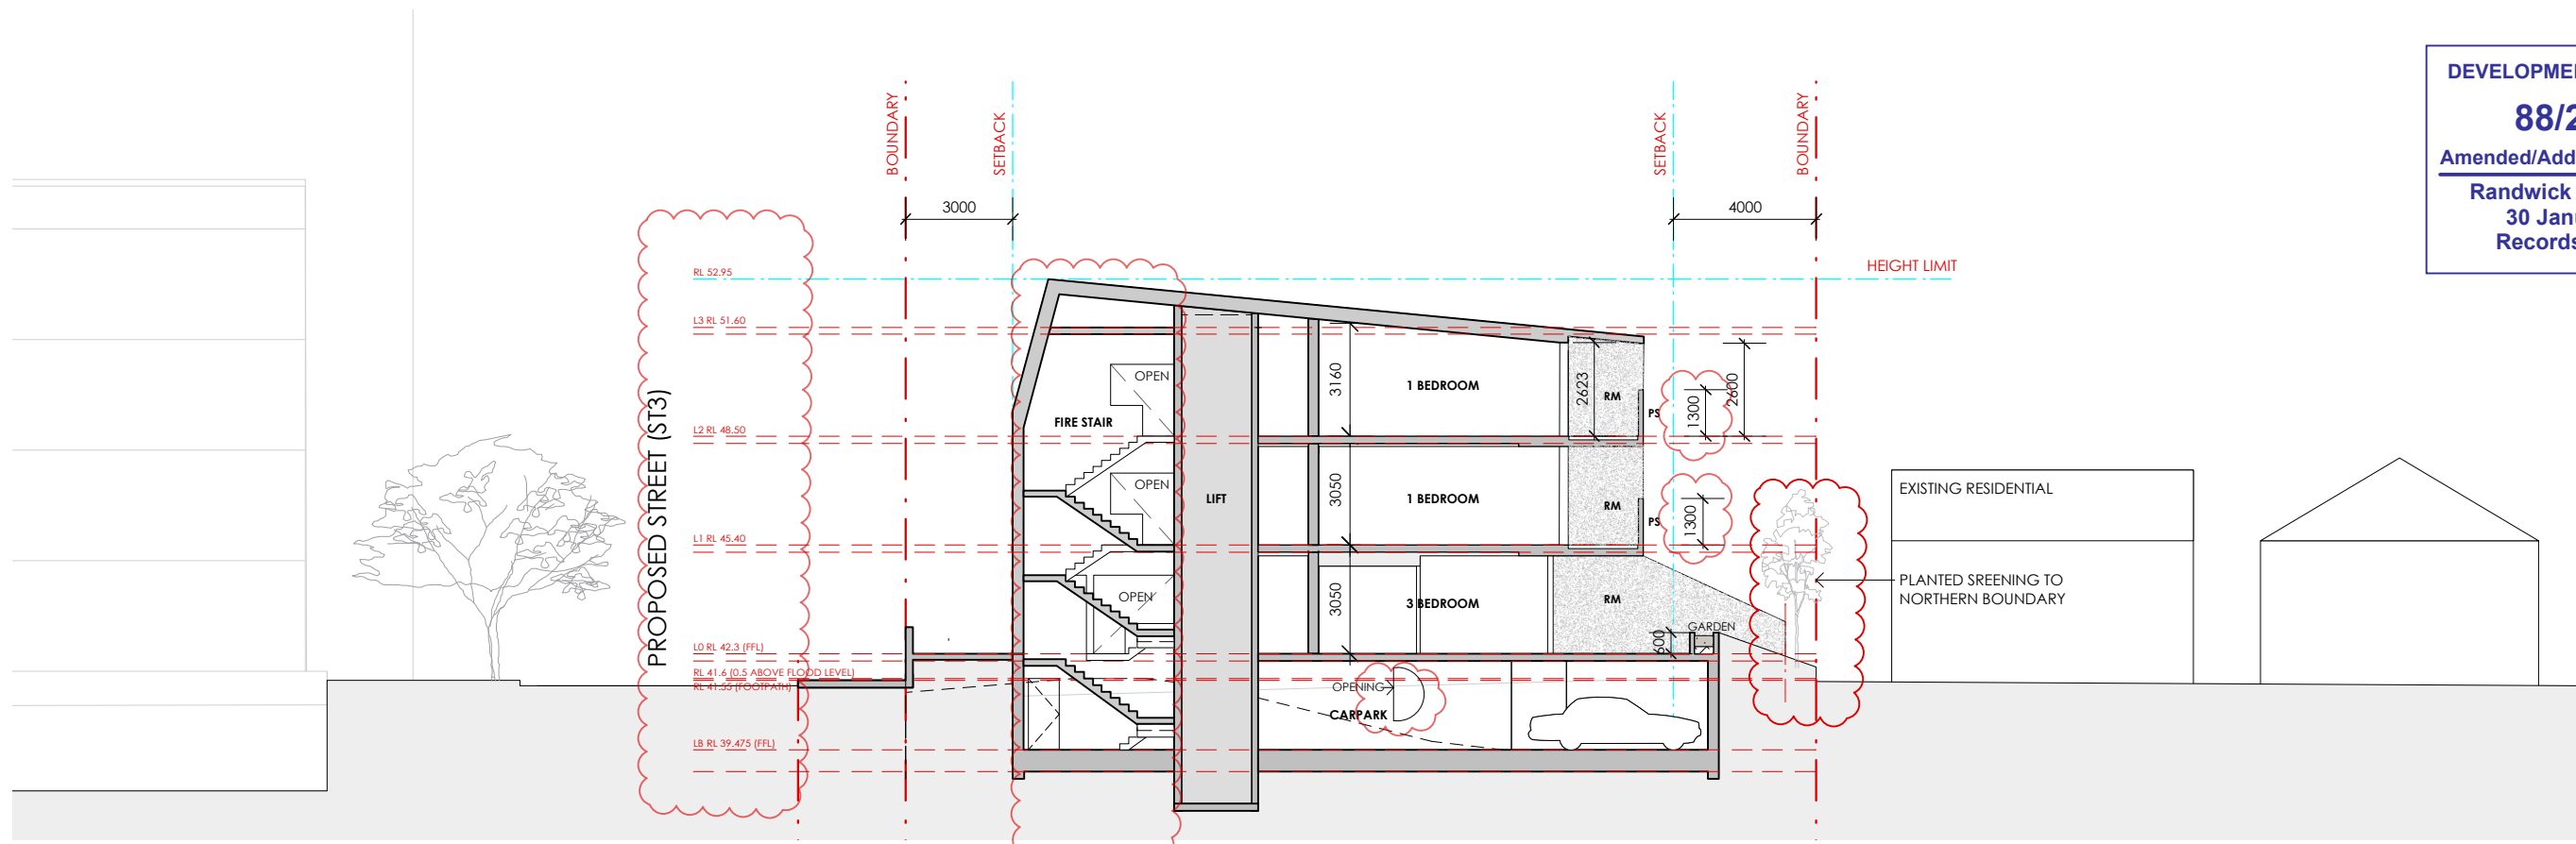 DEVELOPME
88/2
Amended/Add
Randwick
30 Jan
Records
BOUNDARY
SETBACK
SETBACK
BOUNDARY
3000
4000
HEIGHT LIMIT
RL 52.95
L3 RL 51.60
L2 RL 48.50
L1 RL 45.40
L0 RL 42.3 (FFL)
RL 41.6 (0.5 ABOVE FLOOD LEVEL)
RL 41.55 (FOOTPATH)
LB RL 39.475 (FFL)
PROPOSED STREET (ST3)
OPEN
FIRE STAIR
OPEN
OPEN
LIFT
3160
1 BEDROOM
2623
RM
PS
1300
2600
3050
1 BEDROOM
RM
PS
1300
3050
3 BEDROOM
RM
600
GARDEN
OPENING
CARPARK
EXISTING RESIDENTIAL
PLANTED SREENING TO
NORTHERN BOUNDARY